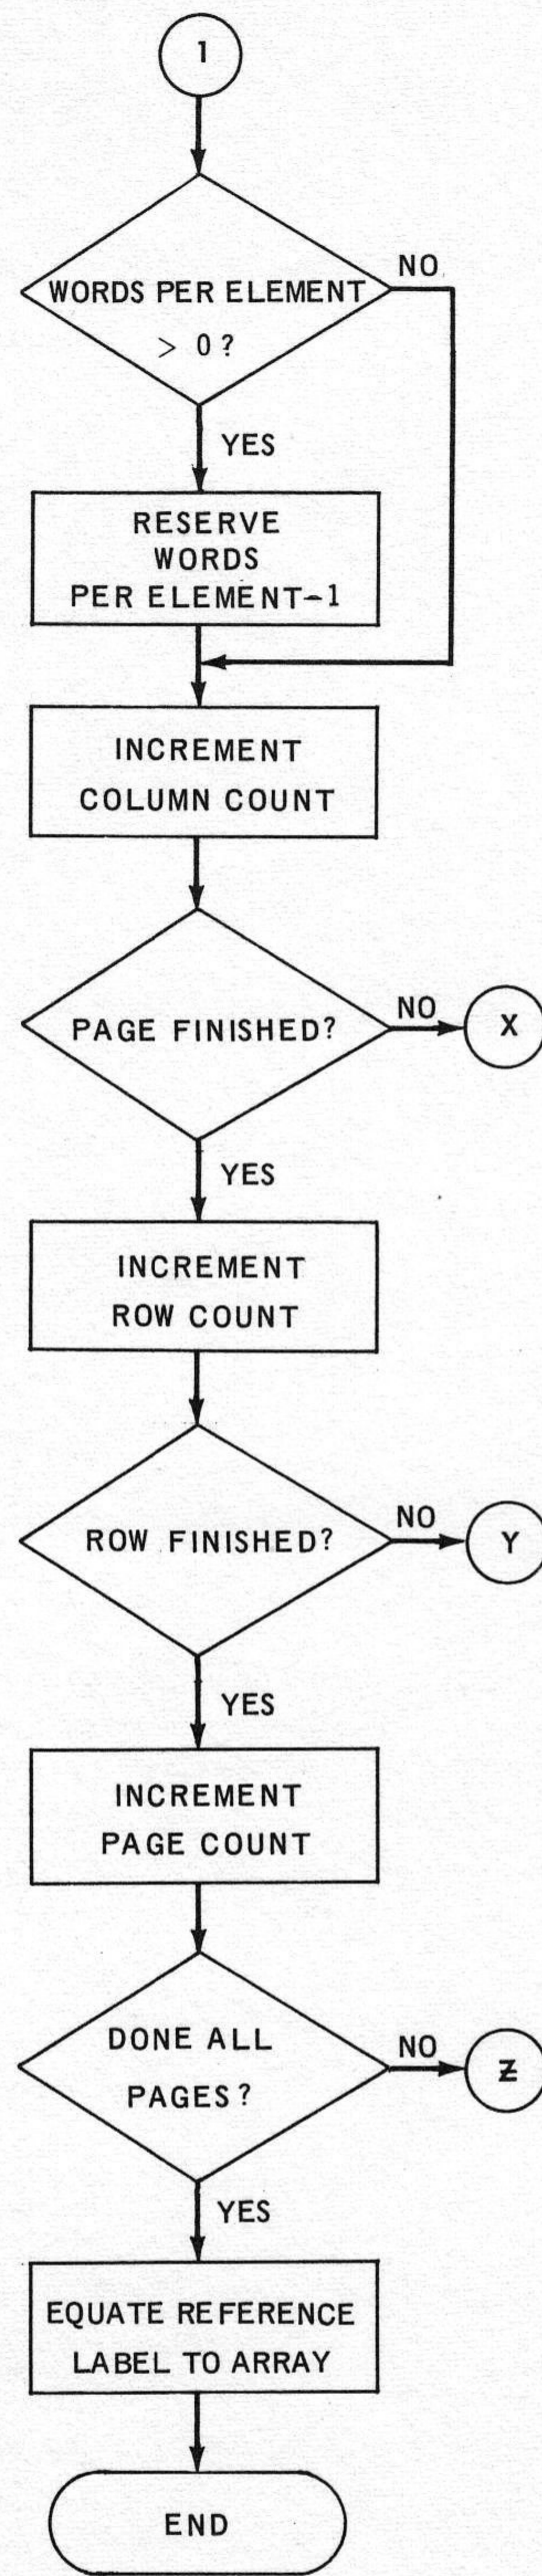 1
WORDS PER ELEMENT
> 0?
NO
YES
RESERVE
WORDS
PER ELEMENT-1
INCREMENT
COLUMN COUNT
PAGE FINISHED?
NO
X
YES
INCREMENT
ROW COUNT
ROW FINISHED?
NO
Y
YES
INCREMENT
PAGE COUNT
DONE ALL
PAGES?
NO
Ƶ
YES
EQUATE REFERENCE
LABEL TO ARRAY
END